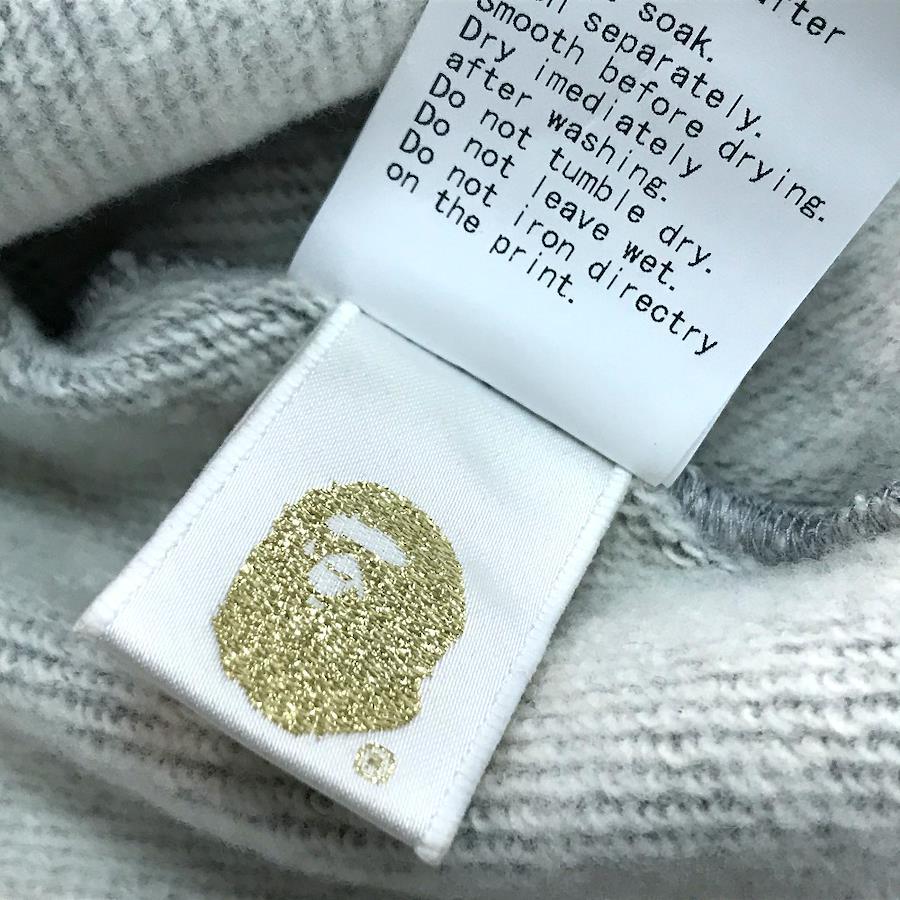 after
soak.
separately.
Smooth before drying.
Dry imediately
after washing.
Do not tumble dry.
Do not leave wet.
Do not iron directry
on the print.